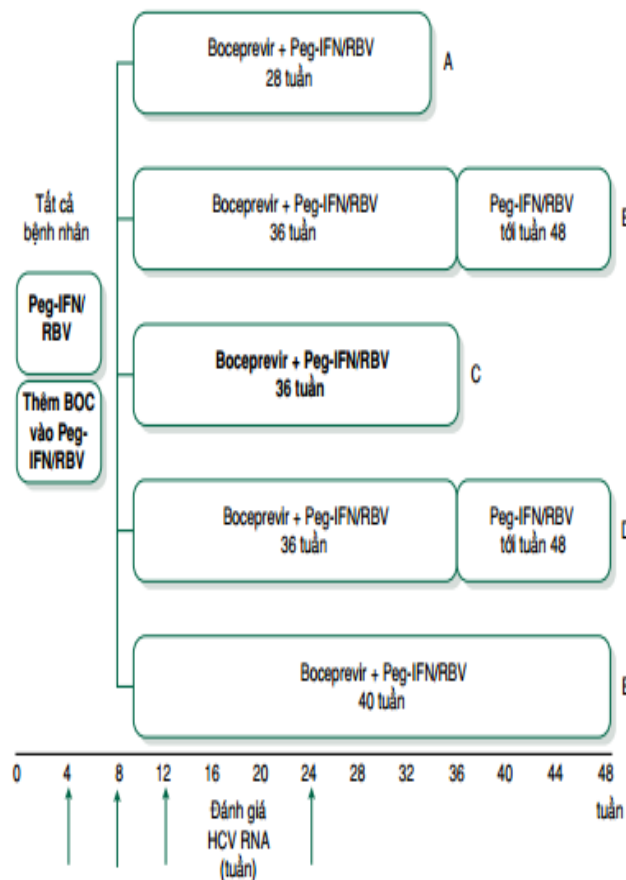 Boceprevir + Peg-IFN/RBV
28 tuần
A
Tất cả
bệnh nhân
Boceprevir + Peg-IFN/RBV
36 tuần
Peg-IFN/RBV
tới tuần 48
Peg-IFN/
RBV
Thêm BOC
vào Peg-
IFN/RBV
Boceprevir + Peg-IFN/RBV
36 tuần
C
Boceprevir + Peg-IFN/RBV
36 tuần
Peg-IFN/RBV
tới tuần 48
Boceprevir + Peg-IFN/RBV
40 tuần
0 4 8 12 16 20 24 28 32 36 40 44 48
tuần
Đánh giá
HCV RNA
(tuần)